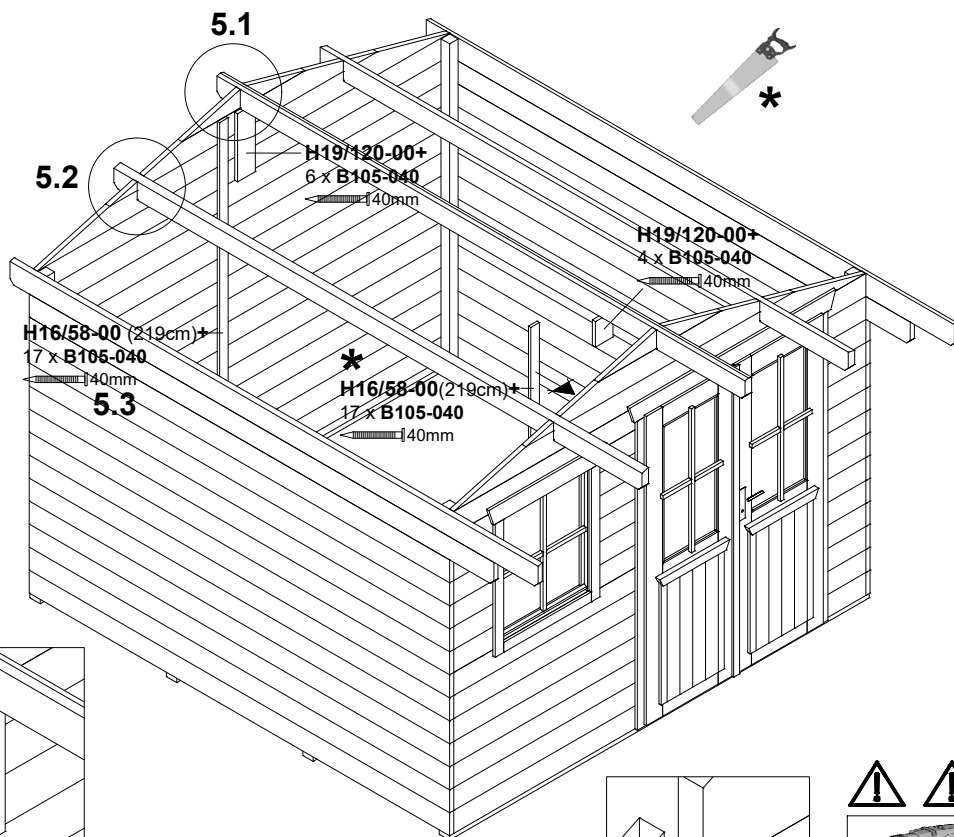 5.1
*
H19/120-00+
6 x B105-040
40mm
5.2
H19/120-00+
4 x B105-040
40mm
H16/58-00 (219cm)+
17 x B105-040
40mm
5.3
*
H16/58-00(219cm)+
17 x B105-040
40mm
! !